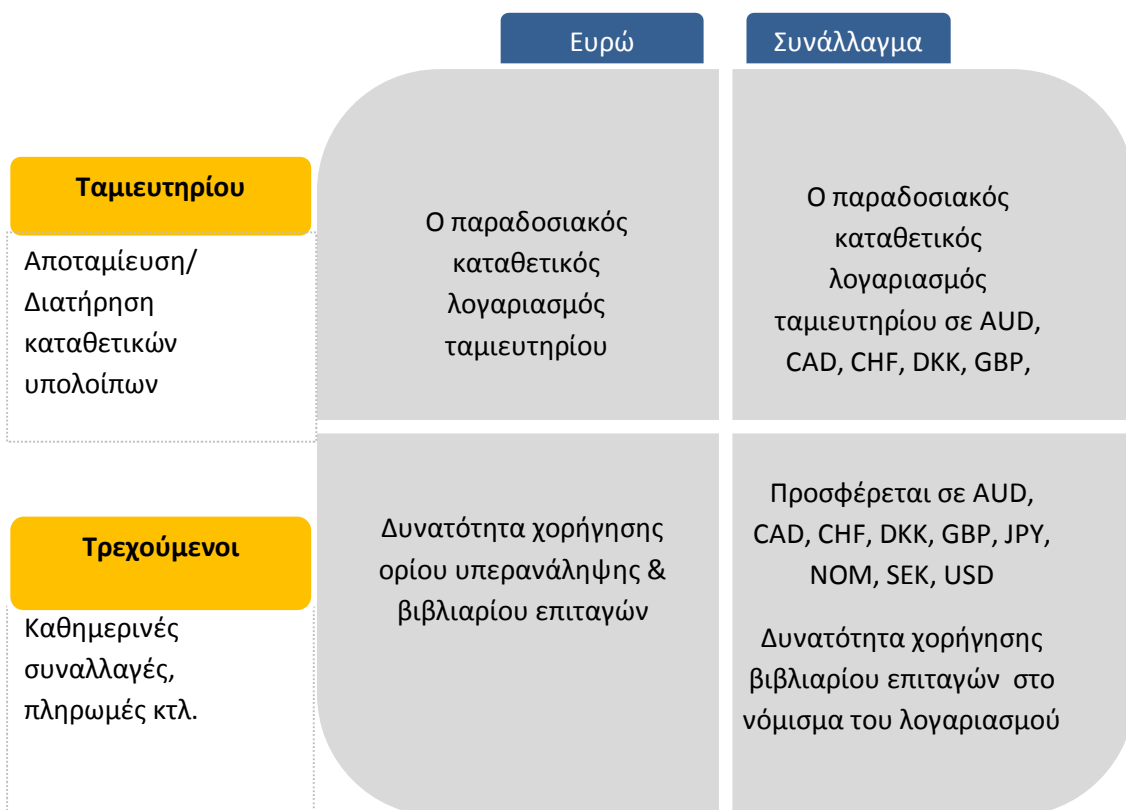 Ευρώ
Συνάλλαγμα
Ταμιευτηρίου
Αποταμίευση/
Διατήρηση
καταθετικών
υπολοίπων
Ο παραδοσιακός
καταθετικός
λογαριασμός
ταμιευτηρίου
Ο παραδοσιακός
καταθετικός
λογαριασμός
ταμιευτηρίου σε AUD,
CAD, CHF, DKK, GBP,
Τρεχούμενοι
Καθημερινές
συναλλαγές,
πληρωμές κτλ.
Δυνατότητα χορήγησης
ορίου υπερανάληψης &
βιβλιαρίου επιταγών
Προσφέρεται σε AUD,
CAD, CHF, DKK, GBP, JPY,
NOM, SEK, USD
Δυνατότητα χορήγησης
βιβλιαρίου επιταγών στο
νόμισμα του λογαριασμού